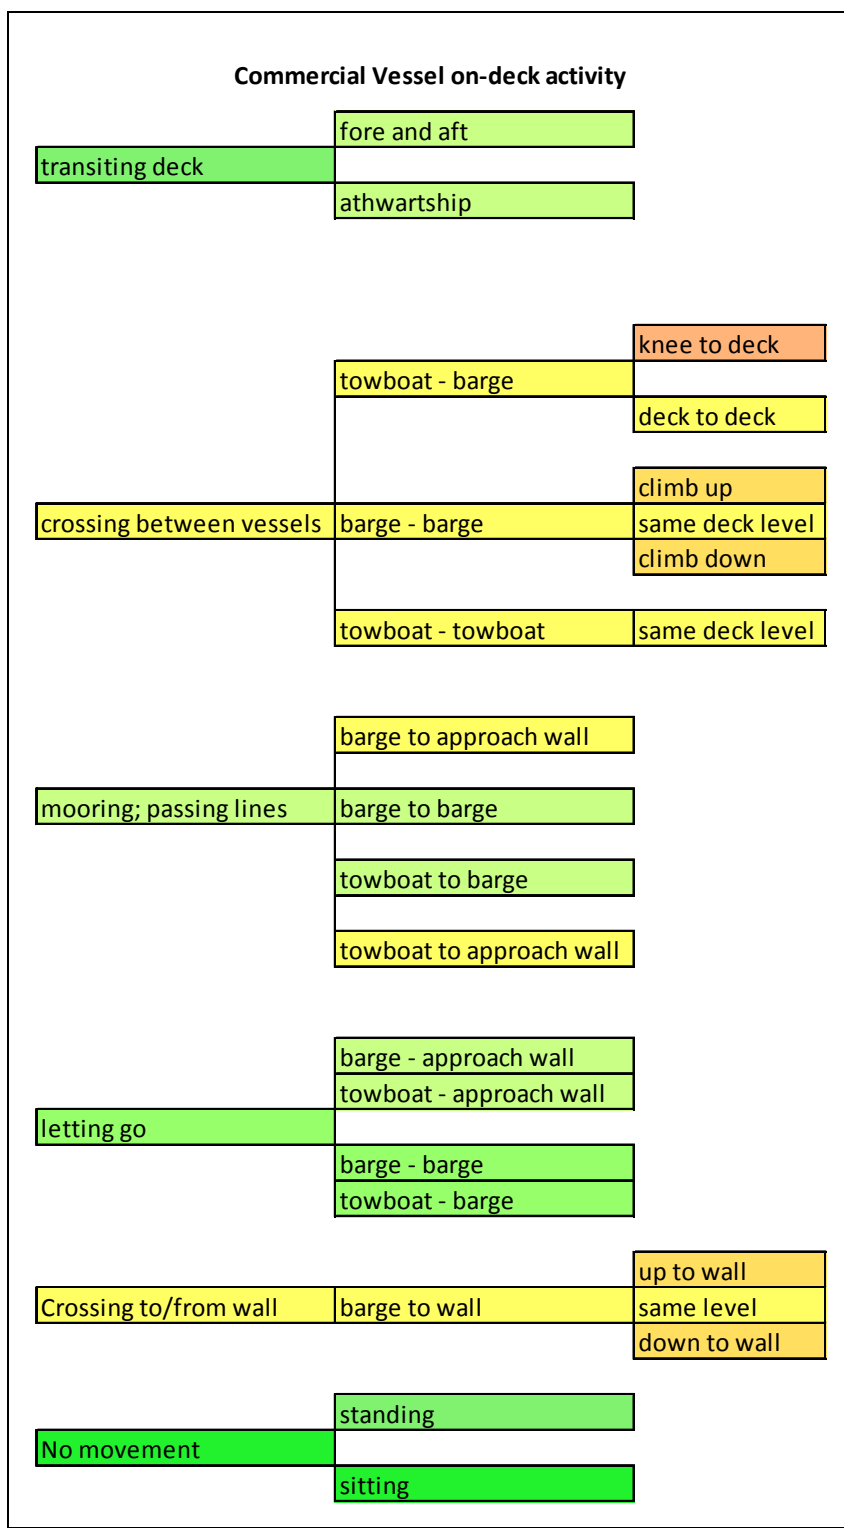 Commercial Vessel on-deck activity
fore and aft
transiting deck
athwartship
knee to deck
towboat - barge
deck to deck
climb up
crossing between vessels barge - barge same deck level
climb down
towboat - towboat same deck level
barge to approach wall
mooring; passing lines barge to barge
towboat to barge
towboat to approach wall
barge - approach wall
towboat - approach wall
letting go
barge - barge
towboat - barge
up to wall
Crossing to/from wall barge to wall same level
down to wall
standing
No movement
sitting